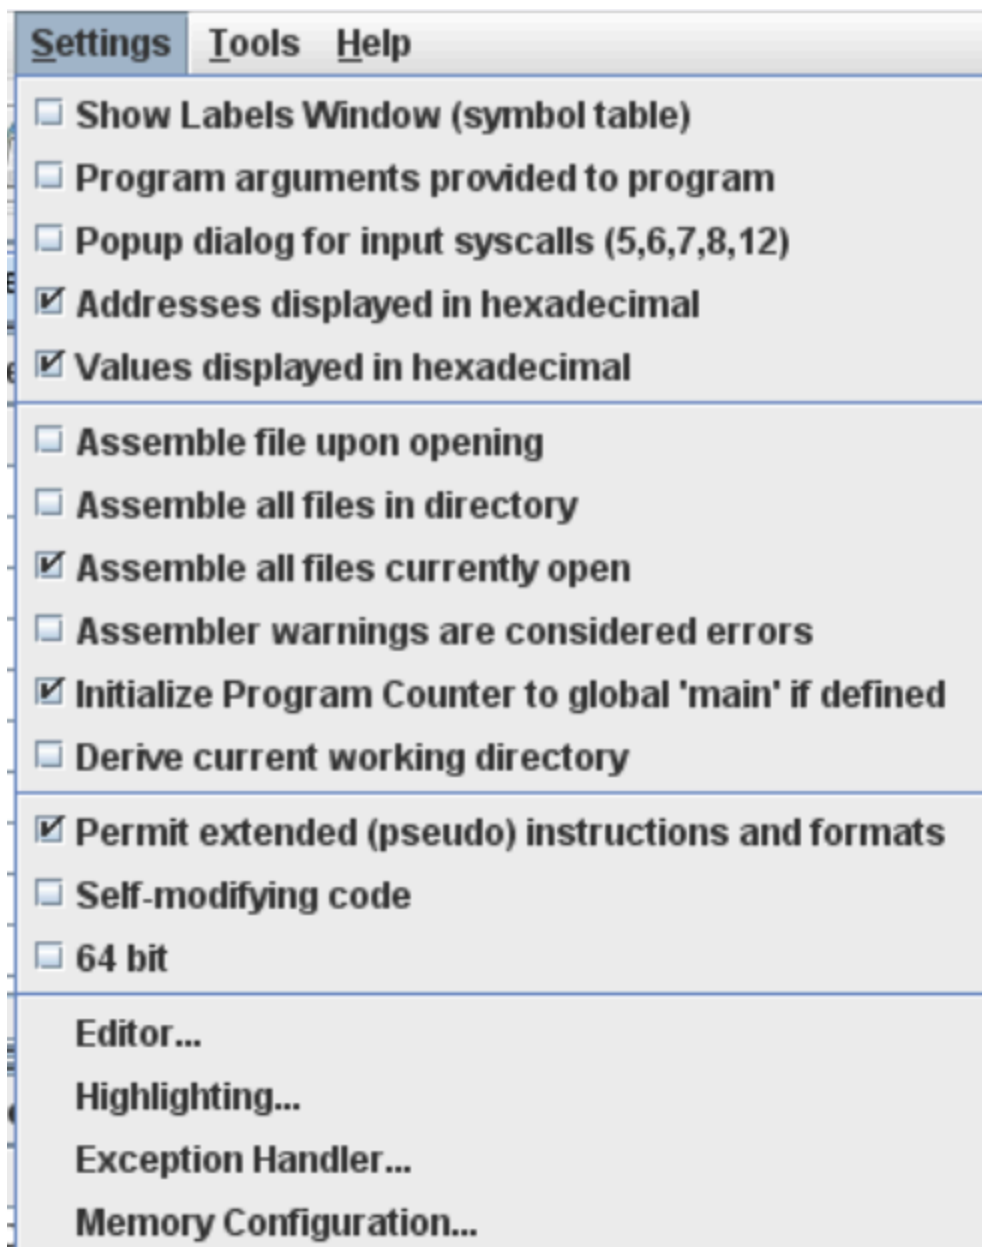 Settings Tools Help
Show Labels Window (symbol table)
Program arguments provided to program
Popup dialog for input syscalls (5,6,7,8,12)
Addresses displayed in hexadecimal
Values displayed in hexadecimal
Assemble file upon opening
Assemble all files in directory
Assemble all files currently open
Assembler warnings are considered errors
Initialize Program Counter to global 'main' if defined
Derive current working directory
Permit extended (pseudo) instructions and formats
Self-modifying code
64 bit
Editor...
Highlighting...
Exception Handler...
Memory Configuration...